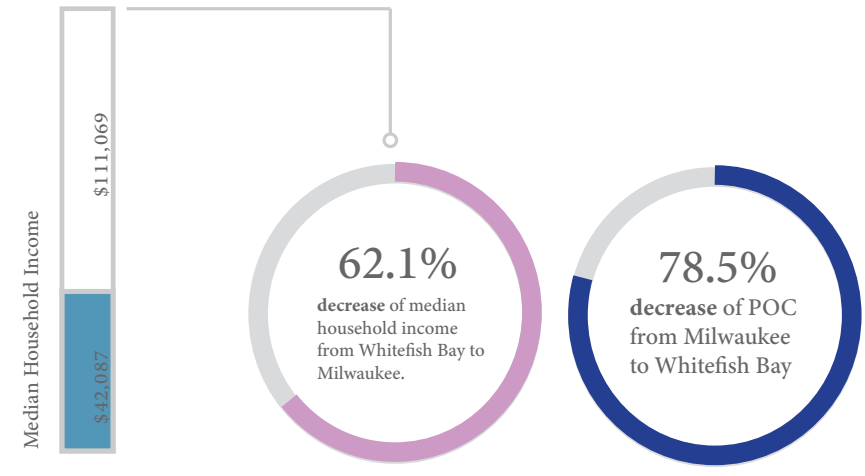 Median Household Income
$111,069
$42,087
62.1%
decrease of median
household income
from Whitefish Bay to
Milwaukee.
78.5%
decrease of POC
from Milwaukee
to Whitefish Bay